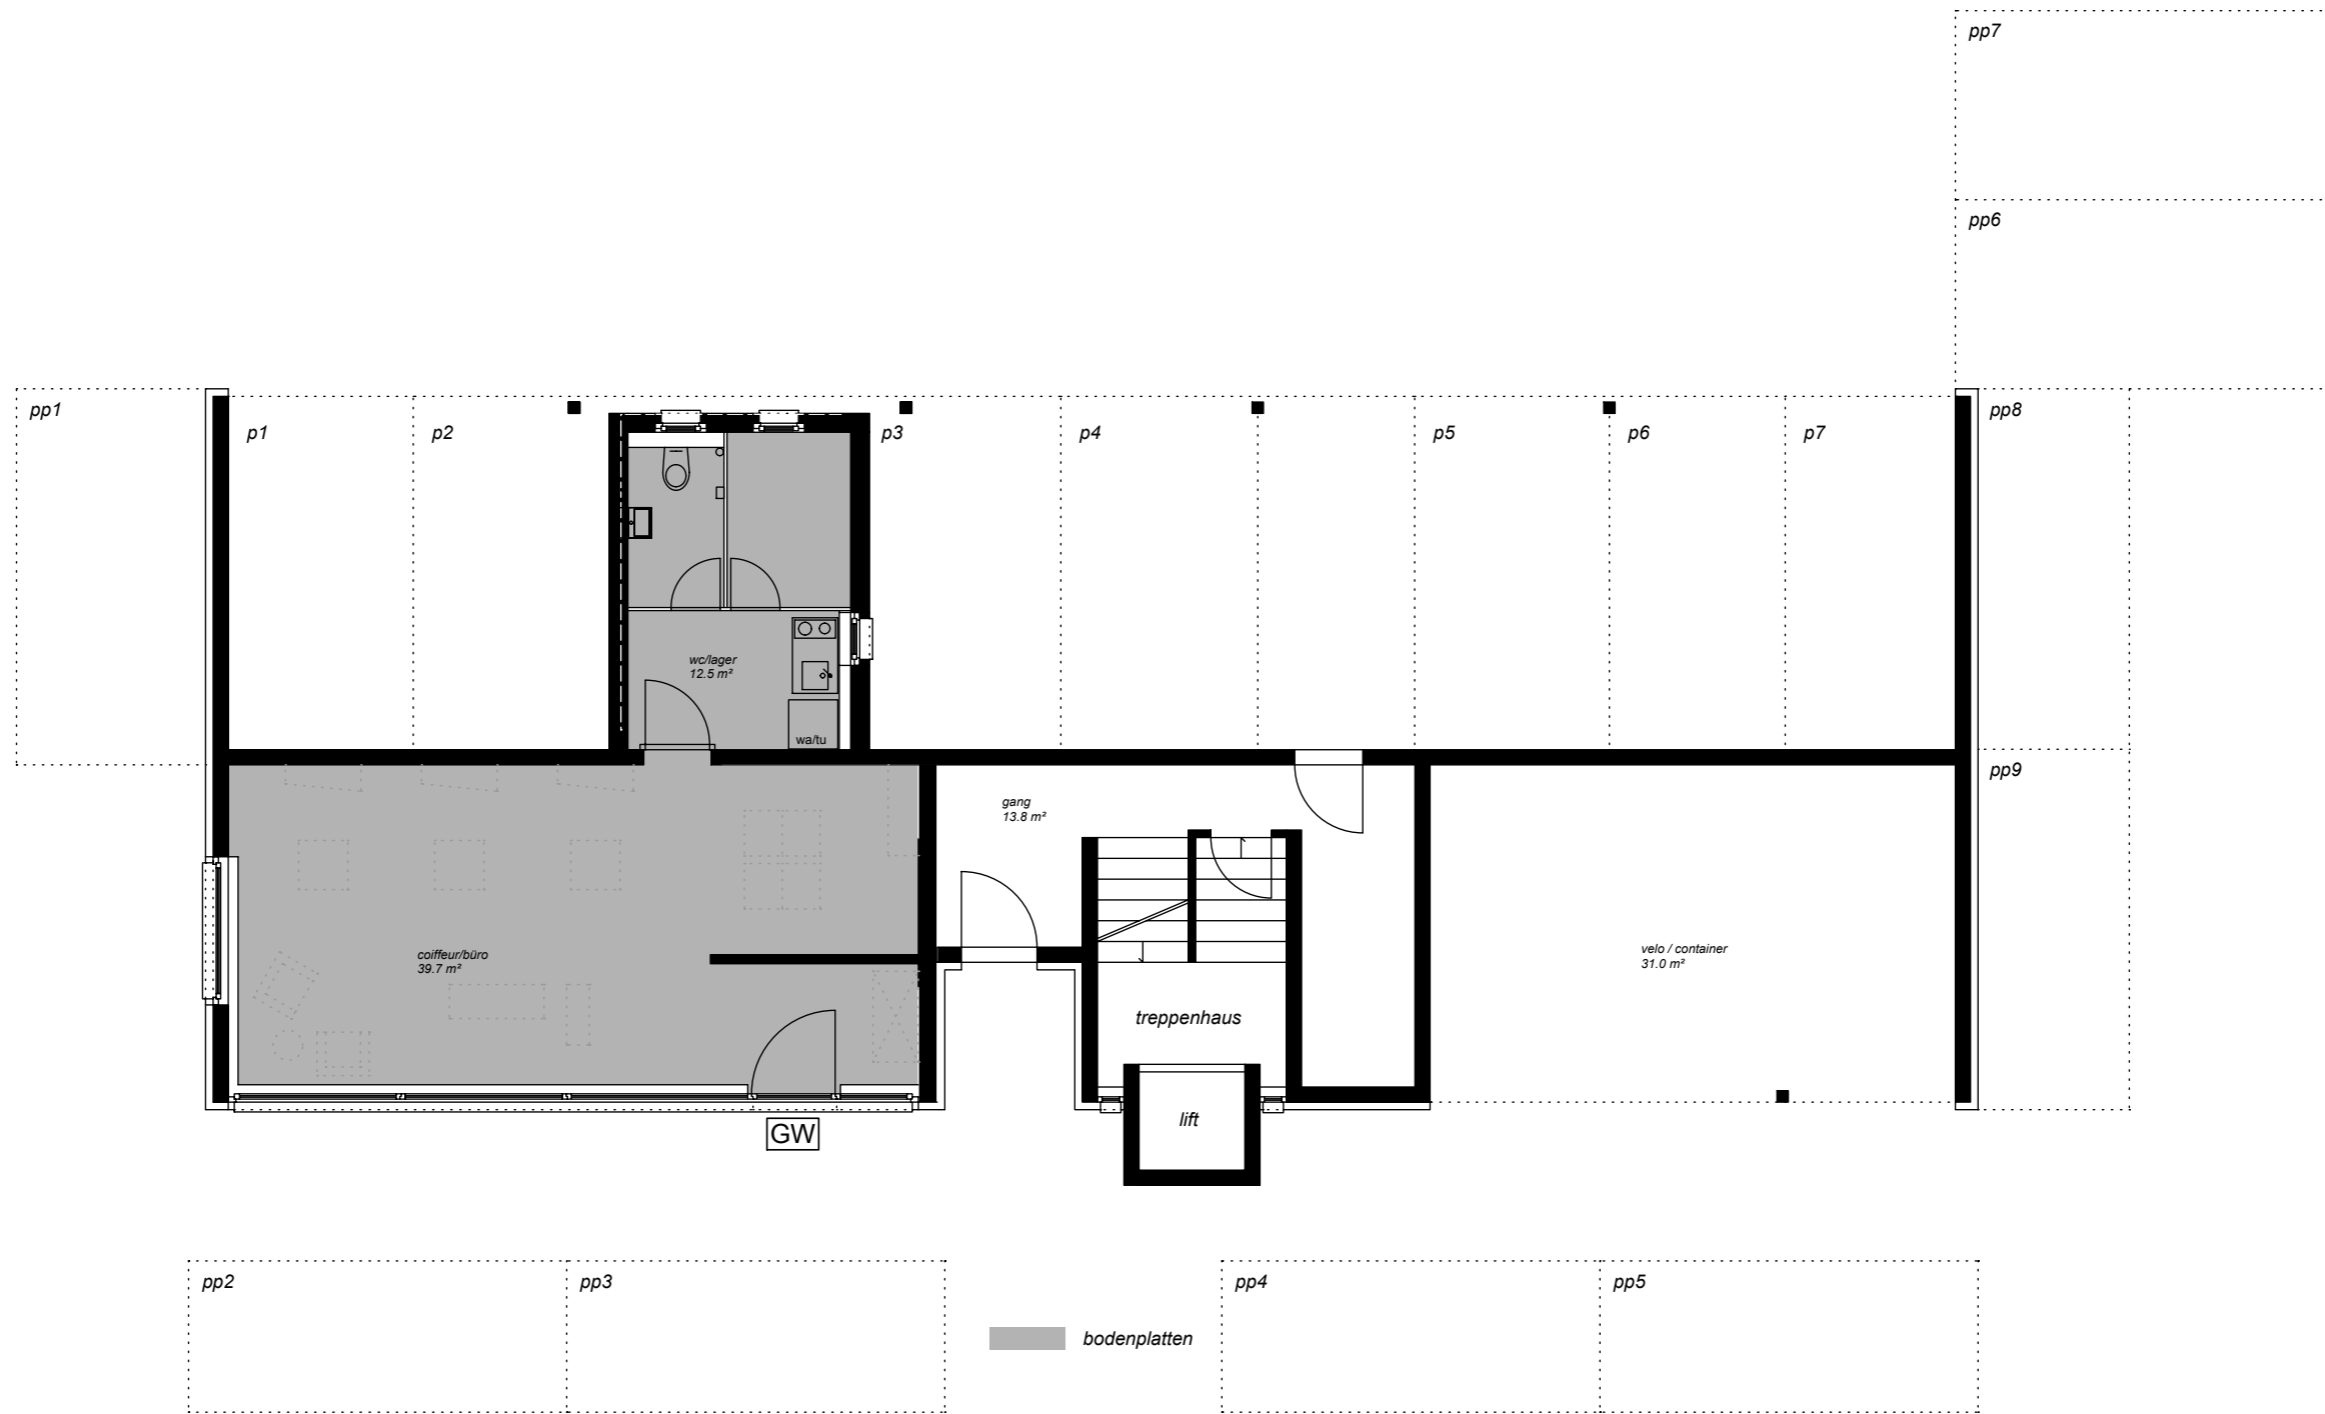 pp7
pp6
pp1
pp8
p1
p2
p3
p4
p5
p6
p7
wc/lager
12.5 m²
wa/tu
pp9
gang
13.8 m²
coiffeur/büro
39.7 m²
velo / container
31.0 m²
treppenhaus
lift
GW
pp2
pp3
pp4
pp5
bodenplatten